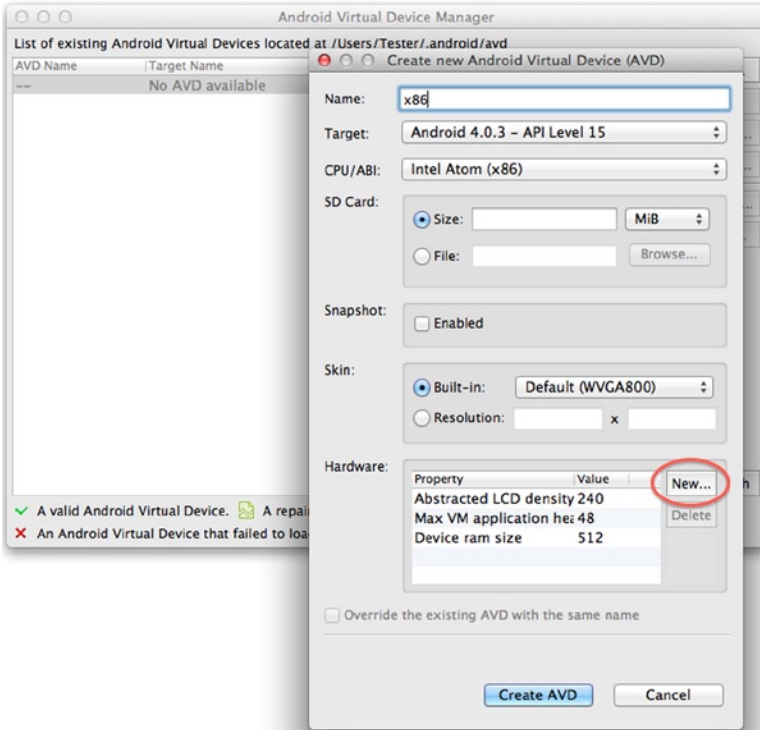 Android Virtual Device Manager
List of existing Android Virtual Devices located at /Users/Tester/.android/avd
AVD Name Target Name
-- No AVD available
✓ A valid Android Virtual Device. A repai
✗ An Android Virtual Device that failed to loa
Create new Android Virtual Device (AVD)
Name: x86
Target: Android 4.0.3 – API Level 15
CPU/ABI: Intel Atom (x86)
SD Card:
Size: MiB
File: Browse...
Snapshot:
Enabled
Skin:
Built-in: Default (WVGA800)
Resolution: x
Hardware:
Property Value
New...
Abstracted LCD density 240
Max VM application hea 48
Delete
Device ram size 512
Override the existing AVD with the same name
Create AVD Cancel